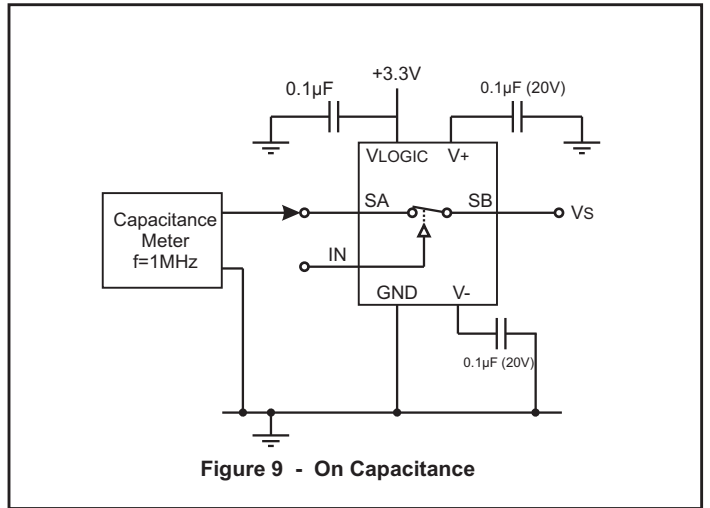 +3.3V
0.1µF
0.1µF (20V)
VLOGIC V+
SA SB
VS
Capacitance
Meter
f=1MHz
IN
GND V-
0.1µF (20V)
Figure 9 - On Capacitance